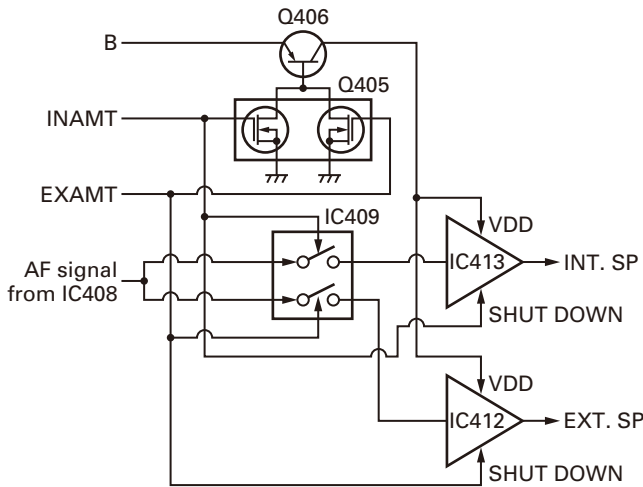 Q406
B
Q405
INAMT
EXAMT
IC409
VDD
AF signal
from IC408
IC413
INT. SP
SHUT DOWN
VDD
IC412
EXT. SP
SHUT DOWN